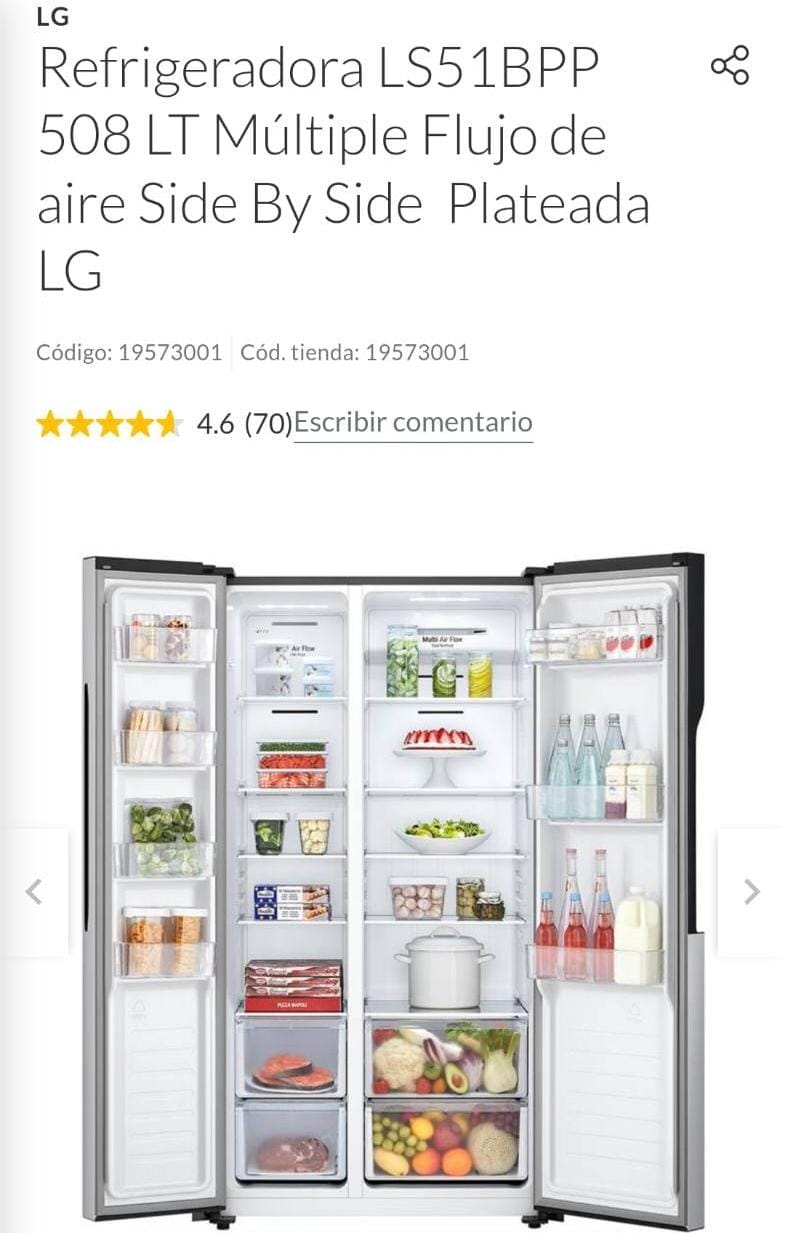 LG
Refrigeradora LS51BPP
508 LT Múltiple Flujo de
aire Side By Side Plateada
LG
Código: 19573001
Cód. tienda: 19573001
4.6 (70)
Escribir comentario
Air Flow
Multi Air Flow
PIZZA NAPOLI